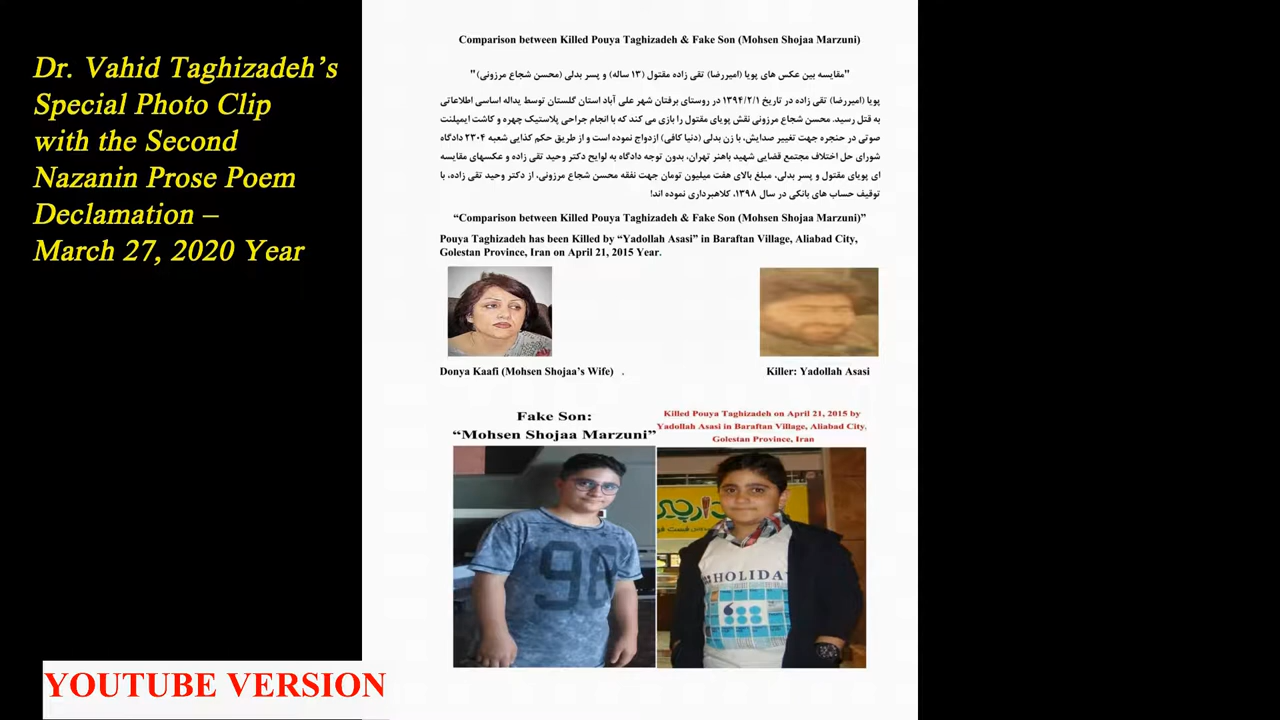 Dr. Vahid Taghizadeh's
Special Photo Clip
with the Second
Nazanin Prose Poem
Declamation –
March 27, 2020 Year
Comparison between Killed Pouya Taghizadeh & Fake Son (Mohsen Shojaa Marzuni)
"مقایسه بین عکس های پویا (امیررضا) تقی زاده مقتول (۱۳ ساله) و پسر بدلی (محسن شجاع مرزونی)"
پویا (امیررضا) تقی زاده در تاریخ ۱۳۹۴/۲/۱ در روستای برفتان شهر علی آباد استان گلستان توسط یداله اساسی اطلاعاتی
به قتل رسید. محسن شجاع مرزونی نقش پویای مقتول را بازی می کند که با انجام جراحی پلاستیک چهره و کاشت ایمپلنت
صوتی در حنجره جهت تغییر صدایش، با زن بدلی (دنیا کافی) ازدواج نموده است و از طریق حکم کذایی شعبه ۲۳۰۴ دادگاه
شورای حل اختلاف مجتمع قضایی شهید باهنر تهران، بدون توجه دادگاه به لوایح دکتر وحید تقی زاده و عکسهای مقایسه
ای پویای مقتول و پسر بدلی، مبلغ بالای هفت میلیون تومان جهت نفقه محسن شجاع مرزونی، از دکتر وحید تقی زاده، با
توقیف حساب های بانکی در سال ۱۳۹۸، کلاهبرداری نموده اند!
“Comparison between Killed Pouya Taghizadeh & Fake Son (Mohsen Shojaa Marzuni)”
Pouya Taghizadeh has been Killed by “Yadollah Asasi” in Baraftan Village, Aliabad City,
Golestan Province, Iran on April 21, 2015 Year.
Donya Kaafi (Mohsen Shojaa's Wife) .
Killer: Yadollah Asasi
Fake Son:
“Mohsen Shojaa Marzuni”
Killed Pouya Taghizadeh on April 21, 2015 by
Yadollah Asasi in Baraftan Village, Aliabad City,
Golestan Province, Iran
98
HOLIDA
YOUTUBE VERSION